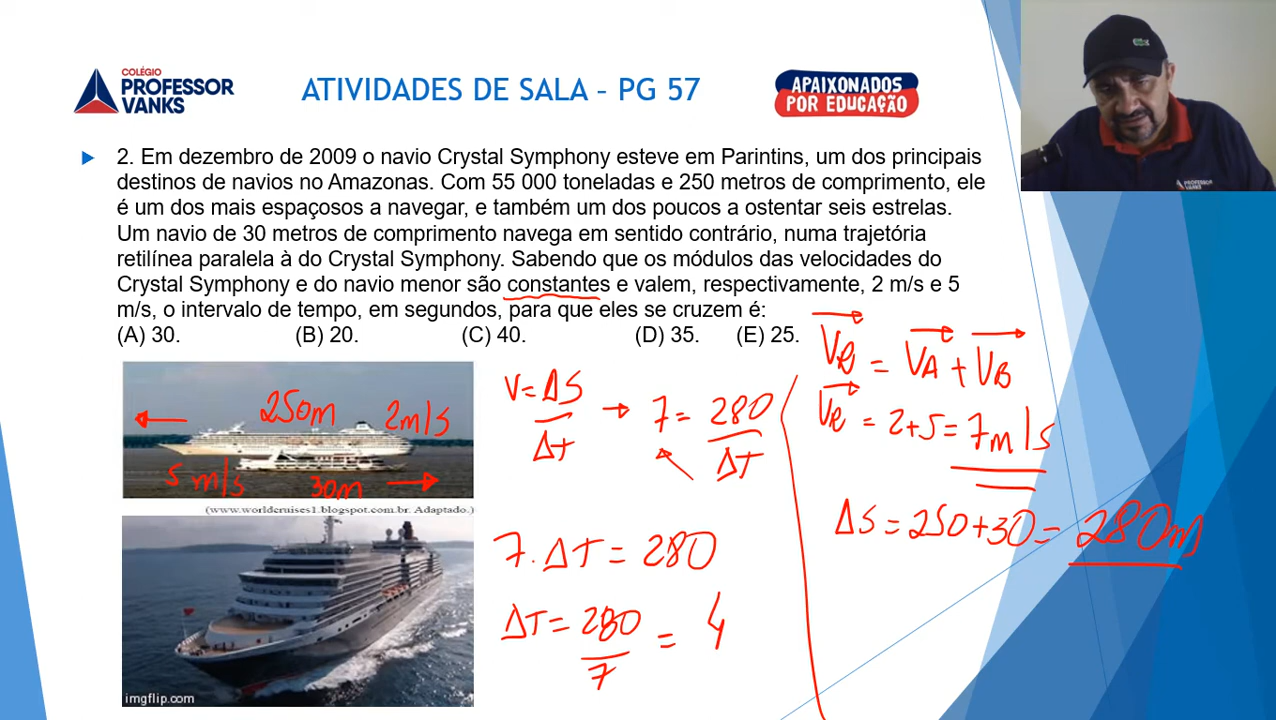 COLÉGIO
PROFESSOR
VANKS
ATIVIDADES DE SALA – PG 57
APAIXONADOS
POR EDUCAÇÃO
PROFESSOR
VANKS
2. Em dezembro de 2009 o navio Crystal Symphony esteve em Parintins, um dos principais
destinos de navios no Amazonas. Com 55 000 toneladas e 250 metros de comprimento, ele
é um dos mais espaçosos a navegar, e também um dos poucos a ostentar seis estrelas.
Um navio de 30 metros de comprimento navega em sentido contrário, numa trajetória
retilínea paralela à do Crystal Symphony. Sabendo que os módulos das velocidades do
Crystal Symphony e do navio menor são constantes e valem, respectivamente, 2 m/s e 5
m/s, o intervalo de tempo, em segundos, para que eles se cruzem é:
(A) 30. (B) 20. (C) 40. (D) 35. (E) 25.
250m 2m/s
5 m/s 30m
(www.worldcruises1.blogspot.com.br. Adaptado.)
imgflip.com
V = ΔS/ΔT → 7 = 280/ΔT
7. ΔT = 280
ΔT = 280/7 = 4
VR = VA + VB
VR = 2+5 = 7m/s
ΔS = 250+30 = 280m